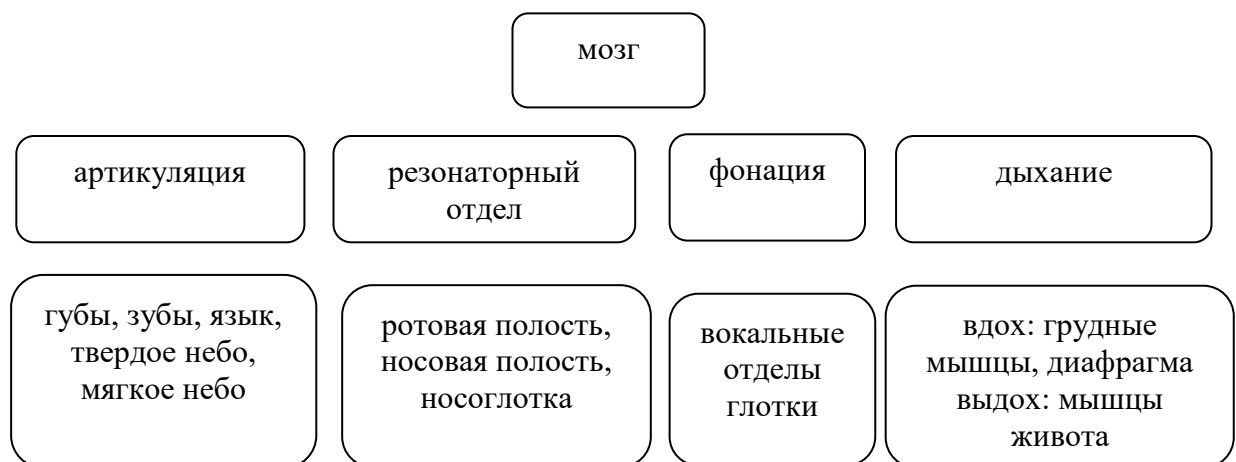 мозг
артикуляция
резонаторный
отдел
фонация
дыхание
губы, зубы, язык,
твердое небо,
мягкое небо
ротовая полость,
носовая полость,
носоглотка
вокальные
отделы
глотки
вдох: грудные
мышцы, диафрагма
выдох: мышцы
живота